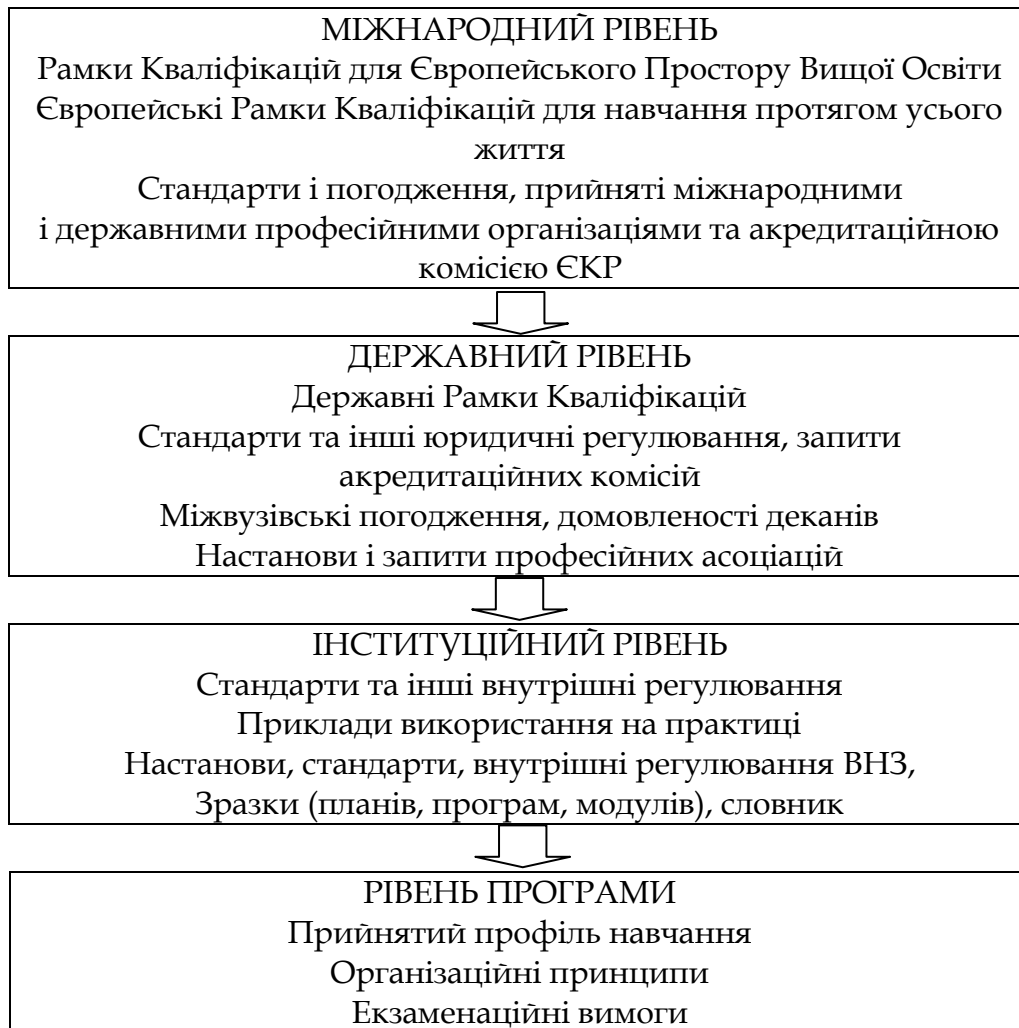 МІЖНАРОДНИЙ РІВЕНЬ
Рамки Кваліфікацій для Європейського Простору Вищої Освіти
Європейські Рамки Кваліфікацій для навчання протягом усього
життя
Стандарти і погодження, прийняті міжнародними
і державними професійними організаціями та акредитаційною
комісією ЄКР
ДЕРЖАВНИЙ РІВЕНЬ
Державні Рамки Кваліфікацій
Стандарти та інші юридичні регулювання, запити
акредитаційних комісій
Міжвузівські погодження, домовленості деканів
Настанови і запити професійних асоціацій
ІНСТИТУЦІЙНИЙ РІВЕНЬ
Стандарти та інші внутрішні регулювання
Приклади використання на практиці
Настанови, стандарти, внутрішні регулювання ВНЗ,
Зразки (планів, програм, модулів), словник
РІВЕНЬ ПРОГРАМИ
Прийнятий профіль навчання
Організаційні принципи
Екзаменаційні вимоги